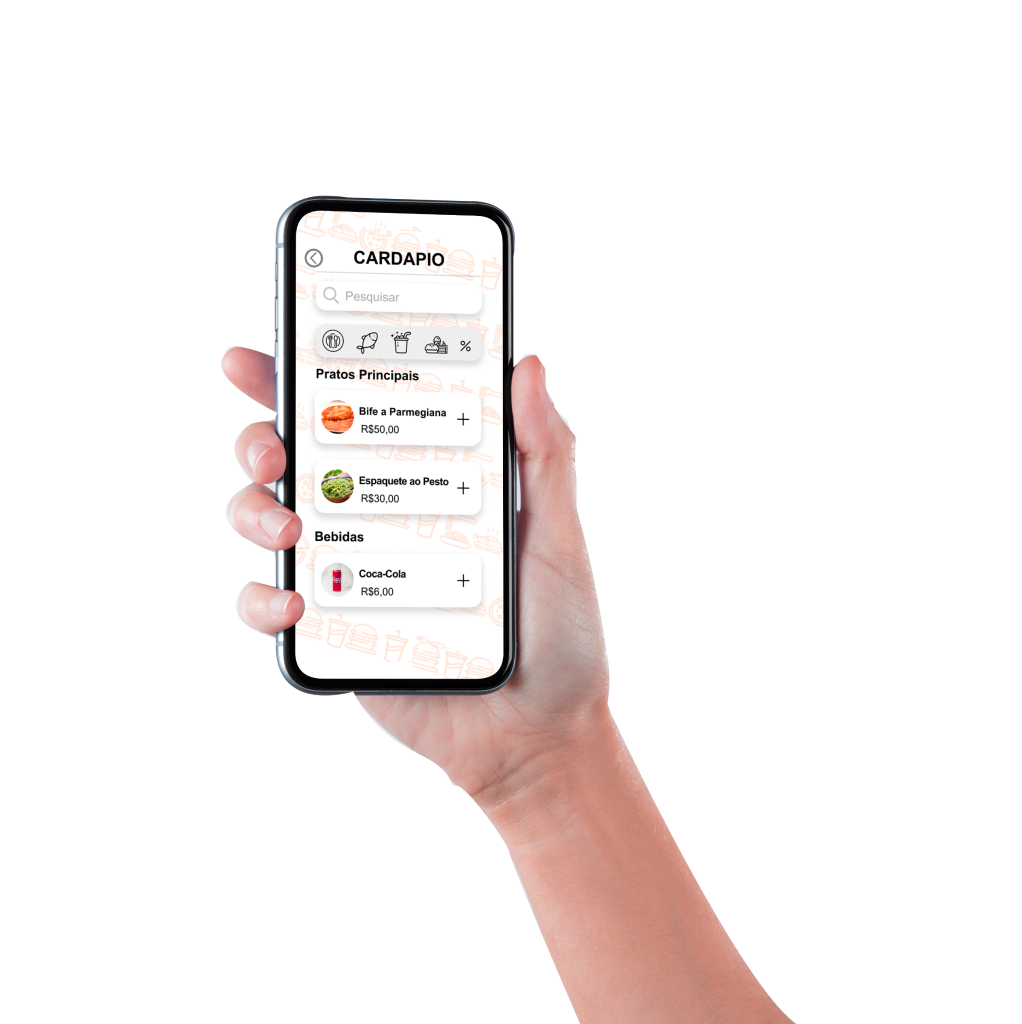 CARDAPIO
Pesquisar
%
Pratos Principais
Bife a Parmegiana
R$50,00
Espaquete ao Pesto
R$30,00
Bebidas
Coca-Cola
R$6,00